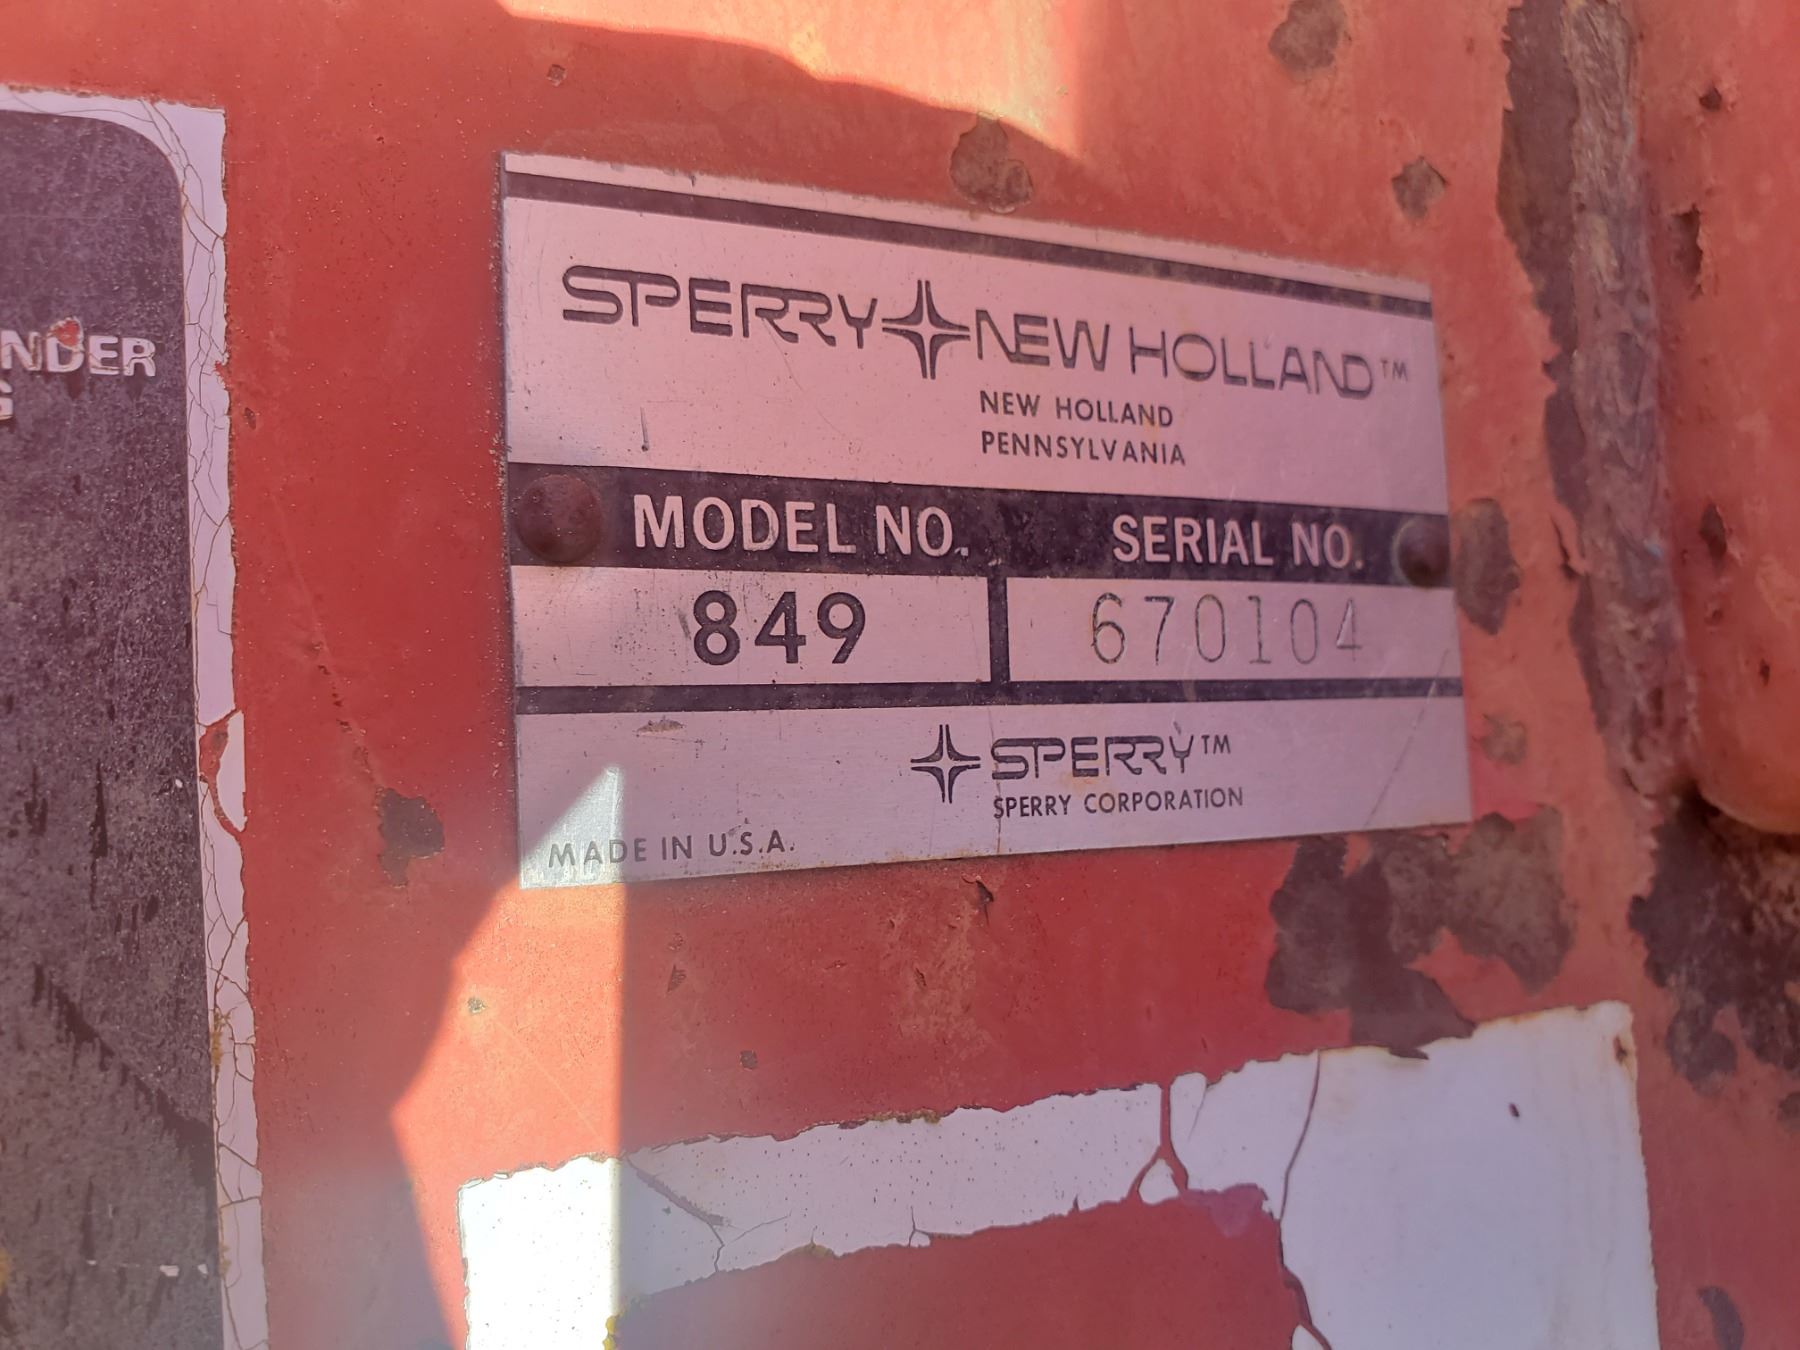 SPERRY NEW HOLLAND™
NEW HOLLAND
PENNSYLVANIA
MODEL NO. SERIAL NO.
849 670104
SPERRY™
SPERRY CORPORATION
MADE IN U.S.A.
NDER